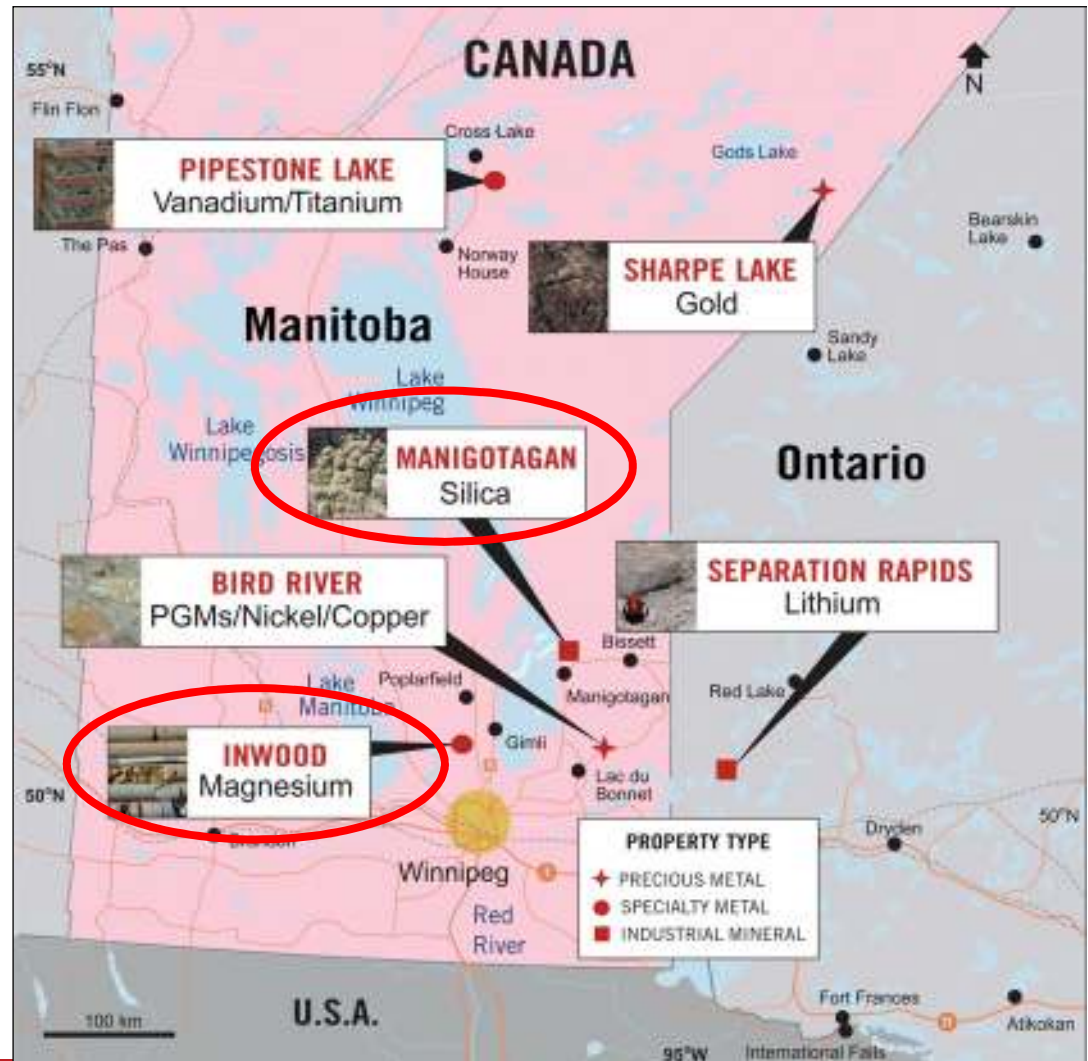 CANADA
N
55°N
Flin Flon
Cross Lake
Gods Lake
PIPESTONE LAKE
Vanadium/Titanium
The Pas
Norway
House
Bearskin
Lake
SHARPE LAKE
Gold
Manitoba
Sandy
Lake
Lake
Winnipeg
Lake
Winnipegosis
MANIGOTAGAN
Silica
Ontario
BIRD RIVER
PGMs/Nickel/Copper
SEPARATION RAPIDS
Lithium
Bissett
Manigotagan
Red Lake
Lake
Manitoba
Poplarfield
Gimli
INWOOD
Magnesium
Lac du
Bonnet
50°N
50°N
Brandon
Dryden
Winnipeg
1
PROPERTY TYPE
PRECIOUS METAL
SPECIALTY METAL
INDUSTRIAL MINERAL
Red
River
U.S.A.
100 km
Fort Frances
11
Atikokan
International Falls
95°W